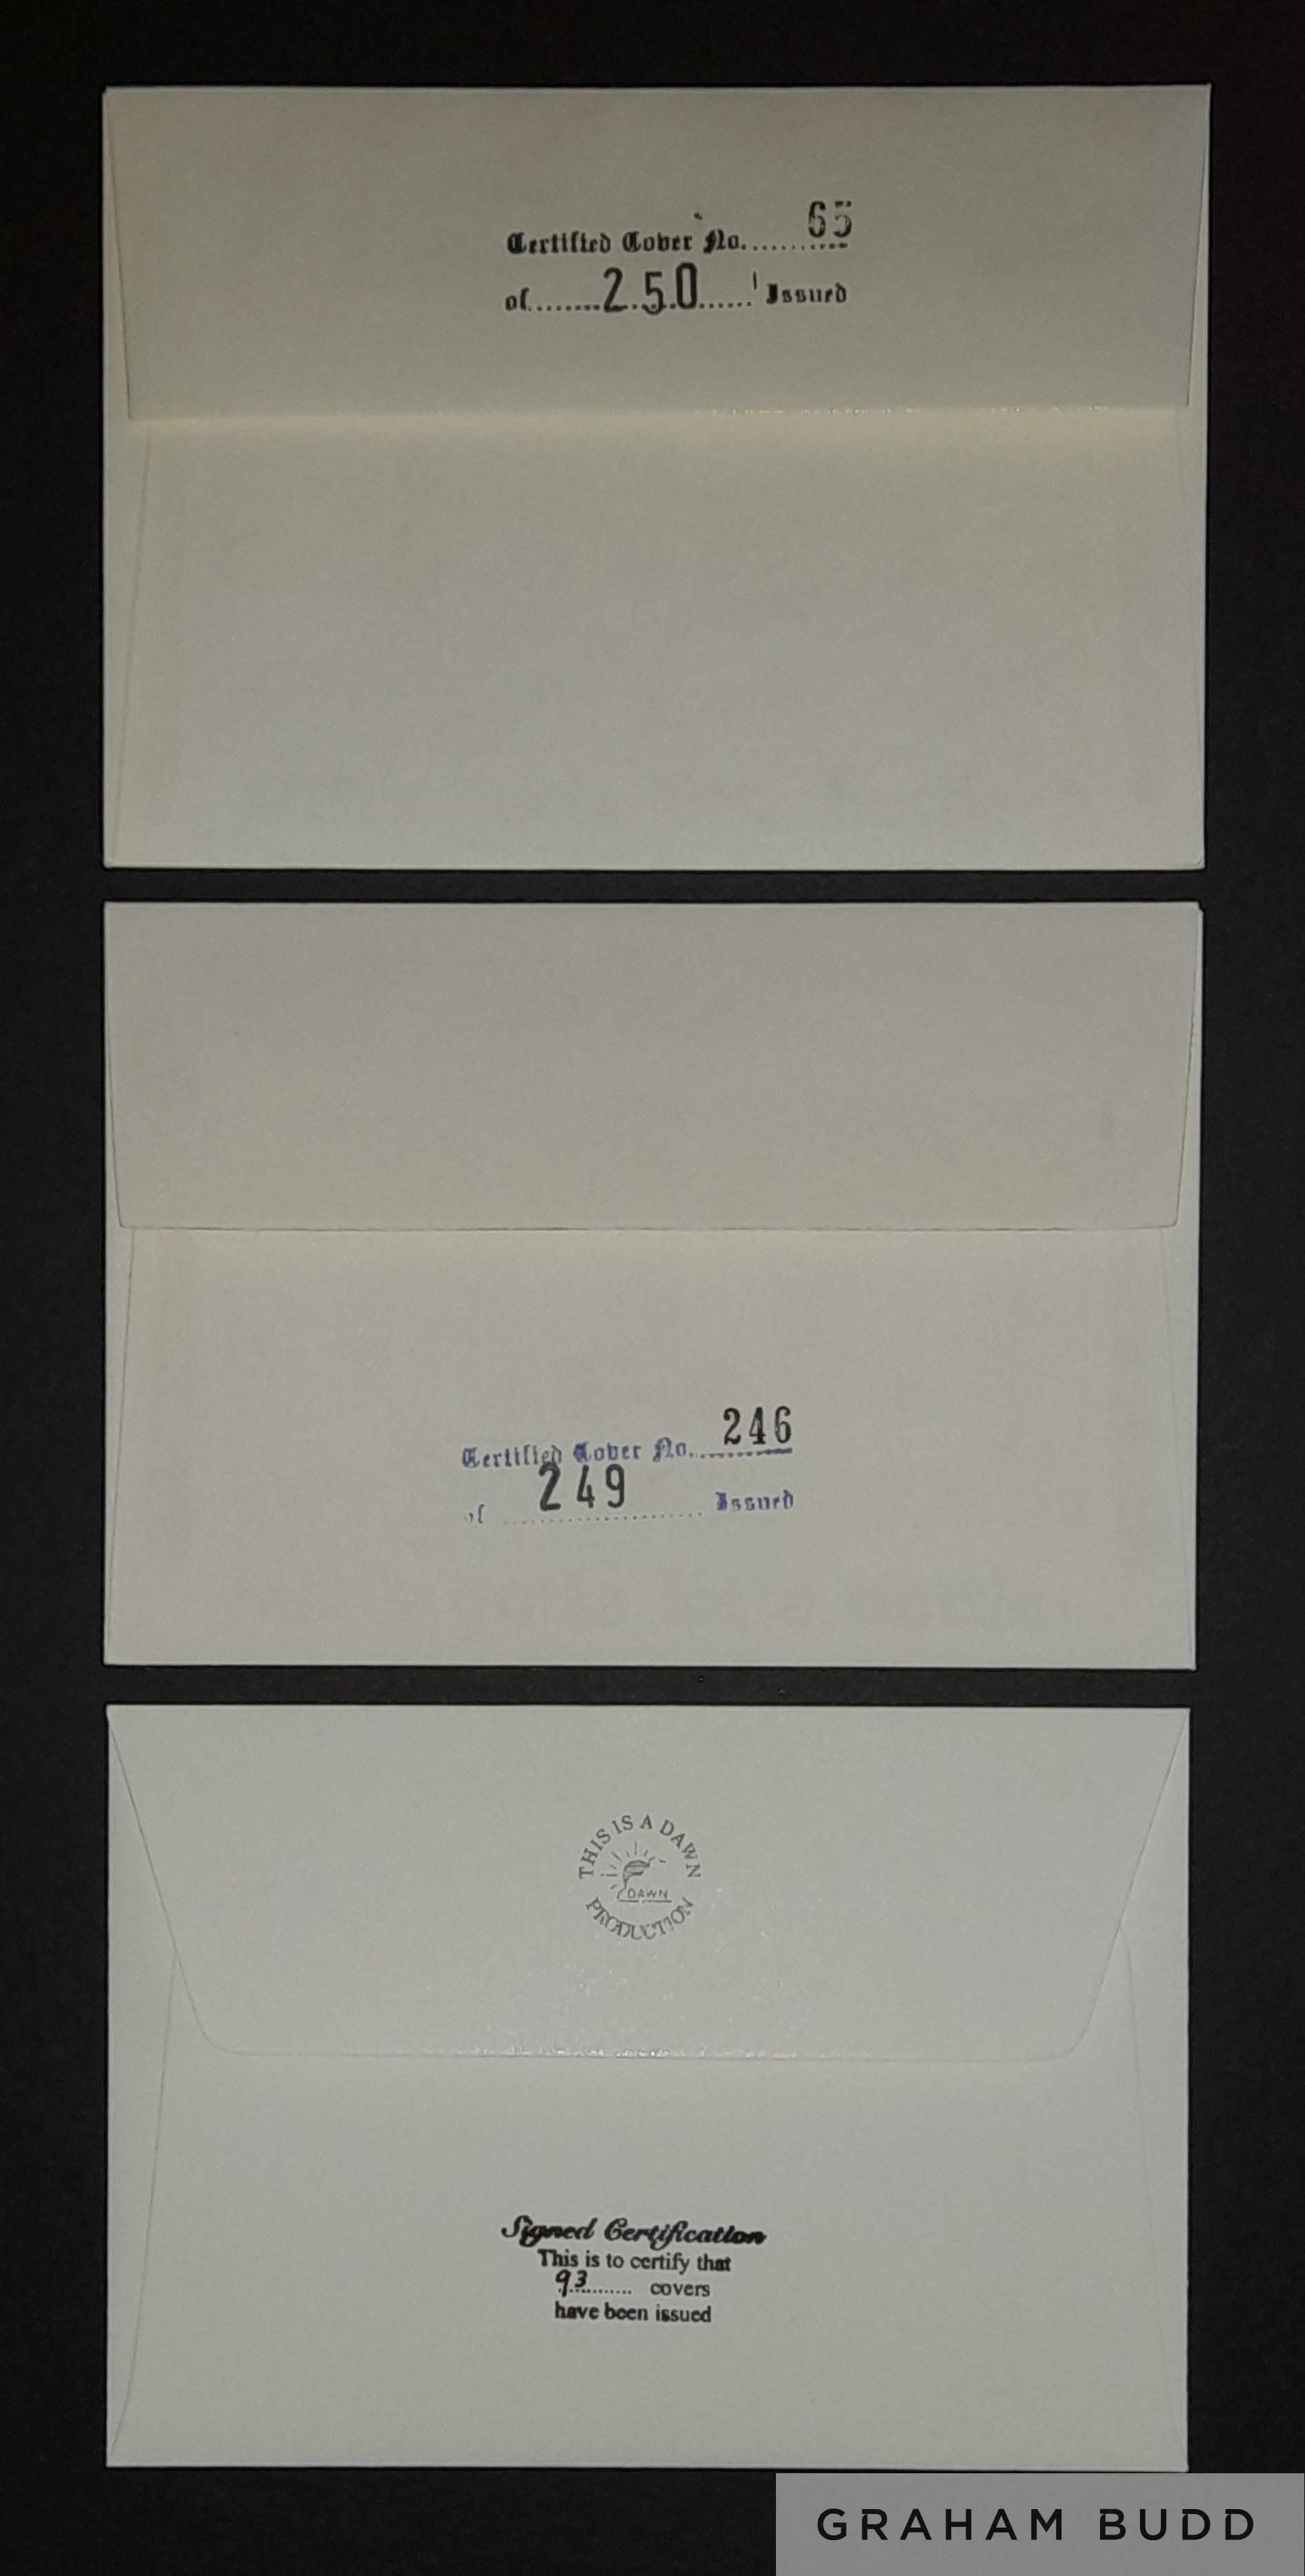 Certified Cover No..........65
of........250......Issued
Certified Cover No..........246
of 249 .................... Issued
THIS IS A DAWN
DAWN
PRODUCTION
Signed Certification
This is to certify that
93.......... covers
have been issued
GRAHAM BUDD